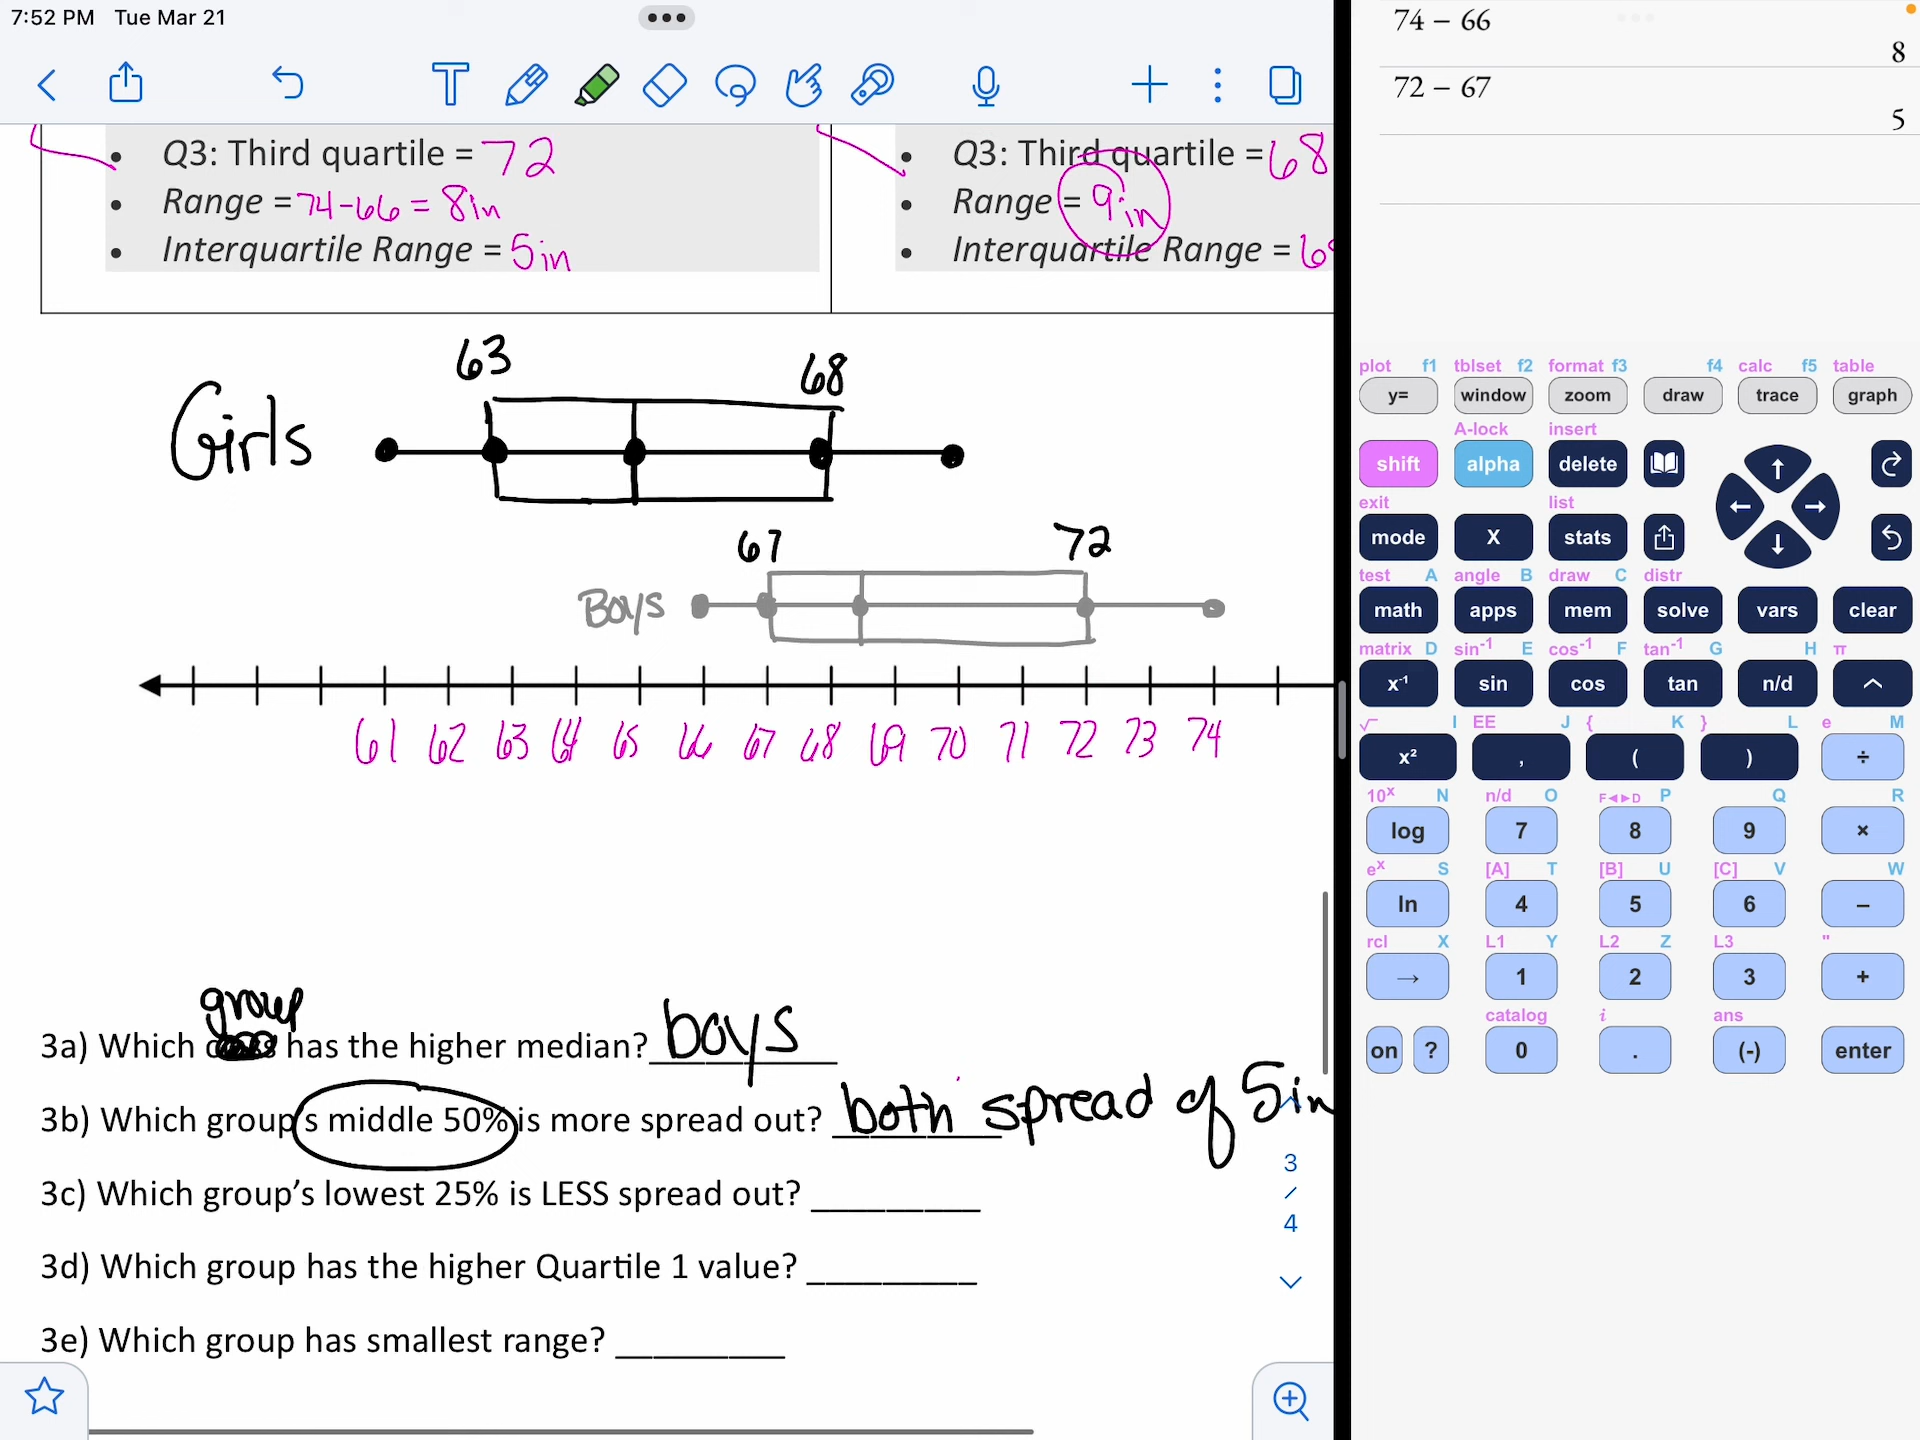 7:52 PM Tue Mar 21
Q3: Third quartile = 72
Range = 74-66 = 8in
Interquartile Range = 5in
Q3: Third quartile = 68
Range = 9in
Interquartile Range =
Girls
63
68
Boys
67
72
61 62 63 64 65 66 67 68 69 70 71 72 73 74
group
3a) Which has the higher median? boys
3b) Which group's middle 50% is more spread out? both spread of 5in
3c) Which group’s lowest 25% is LESS spread out? _________
3d) Which group has the higher Quartile 1 value? _________
3e) Which group has smallest range? _________
3
/
4
74 – 66
8
72 – 67
5
plot f1 tblset f2 format f3 f4 calc f5 table
y= window zoom draw trace graph
A-lock insert
shift alpha delete
exit list
mode X stats
test A angle B draw C distr
math apps mem solve vars clear
matrix D sin⁻¹ E cos⁻¹ F tan⁻¹ G H π
x⁻¹ sin cos tan n/d ^
√ I EE J { K } L e M
x² , ( ) ÷
10ˣ N n/d O F◄►D P Q R
log 7 8 9 ×
eˣ S [A] T [B] U [C] V W
ln 4 5 6 –
rcl X L1 Y L2 Z L3 "
→ 1 2 3 +
catalog i ans
on ? 0 . (-) enter